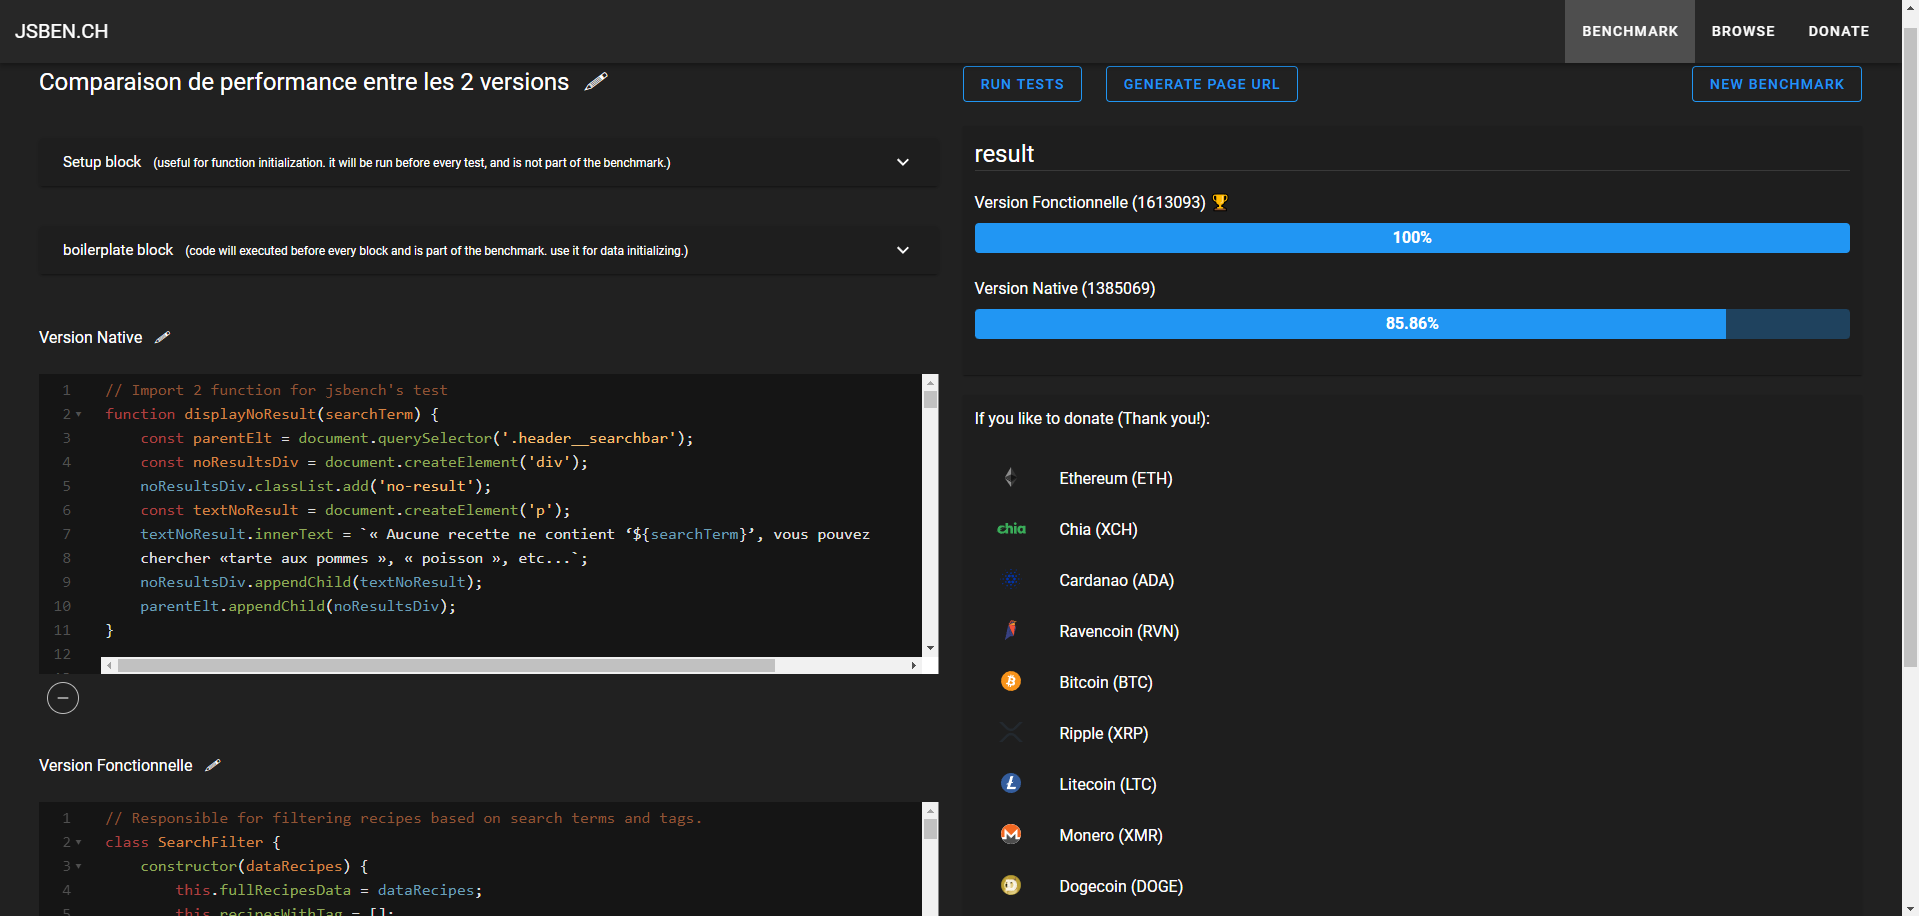 JSBEN.CH
BENCHMARK
BROWSE
DONATE
Comparaison de performance entre les 2 versions
RUN TESTS
GENERATE PAGE URL
NEW BENCHMARK
Setup block (useful for function initialization. it will be run before every test, and is not part of the benchmark.)
boilerplate block (code will executed before every block and is part of the benchmark. use it for data initializing.)
Version Native
1 // Import 2 function for jsbench's test
2 function displayNoResult(searchTerm) {
3 const parentElt = document.querySelector('.header__searchbar');
4 const noResultsDiv = document.createElement('div');
5 noResultsDiv.classList.add('no-result');
6 const textNoResult = document.createElement('p');
7 textNoResult.innerText = `« Aucune recette ne contient ‘${searchTerm}’, vous pouvez
8 chercher «tarte aux pommes », « poisson », etc...`;
9 noResultsDiv.appendChild(textNoResult);
10 parentElt.appendChild(noResultsDiv);
11 }
12
Version Fonctionnelle
1 // Responsible for filtering recipes based on search terms and tags.
2 class SearchFilter {
3 constructor(dataRecipes) {
4 this.fullRecipesData = dataRecipes;
5 this.recipesWithTag = [];
result
Version Fonctionnelle (1613093)
100%
Version Native (1385069)
85.86%
If you like to donate (Thank you!):
Ethereum (ETH)
chia Chia (XCH)
Cardanao (ADA)
Ravencoin (RVN)
Bitcoin (BTC)
Ripple (XRP)
Litecoin (LTC)
Monero (XMR)
Dogecoin (DOGE)